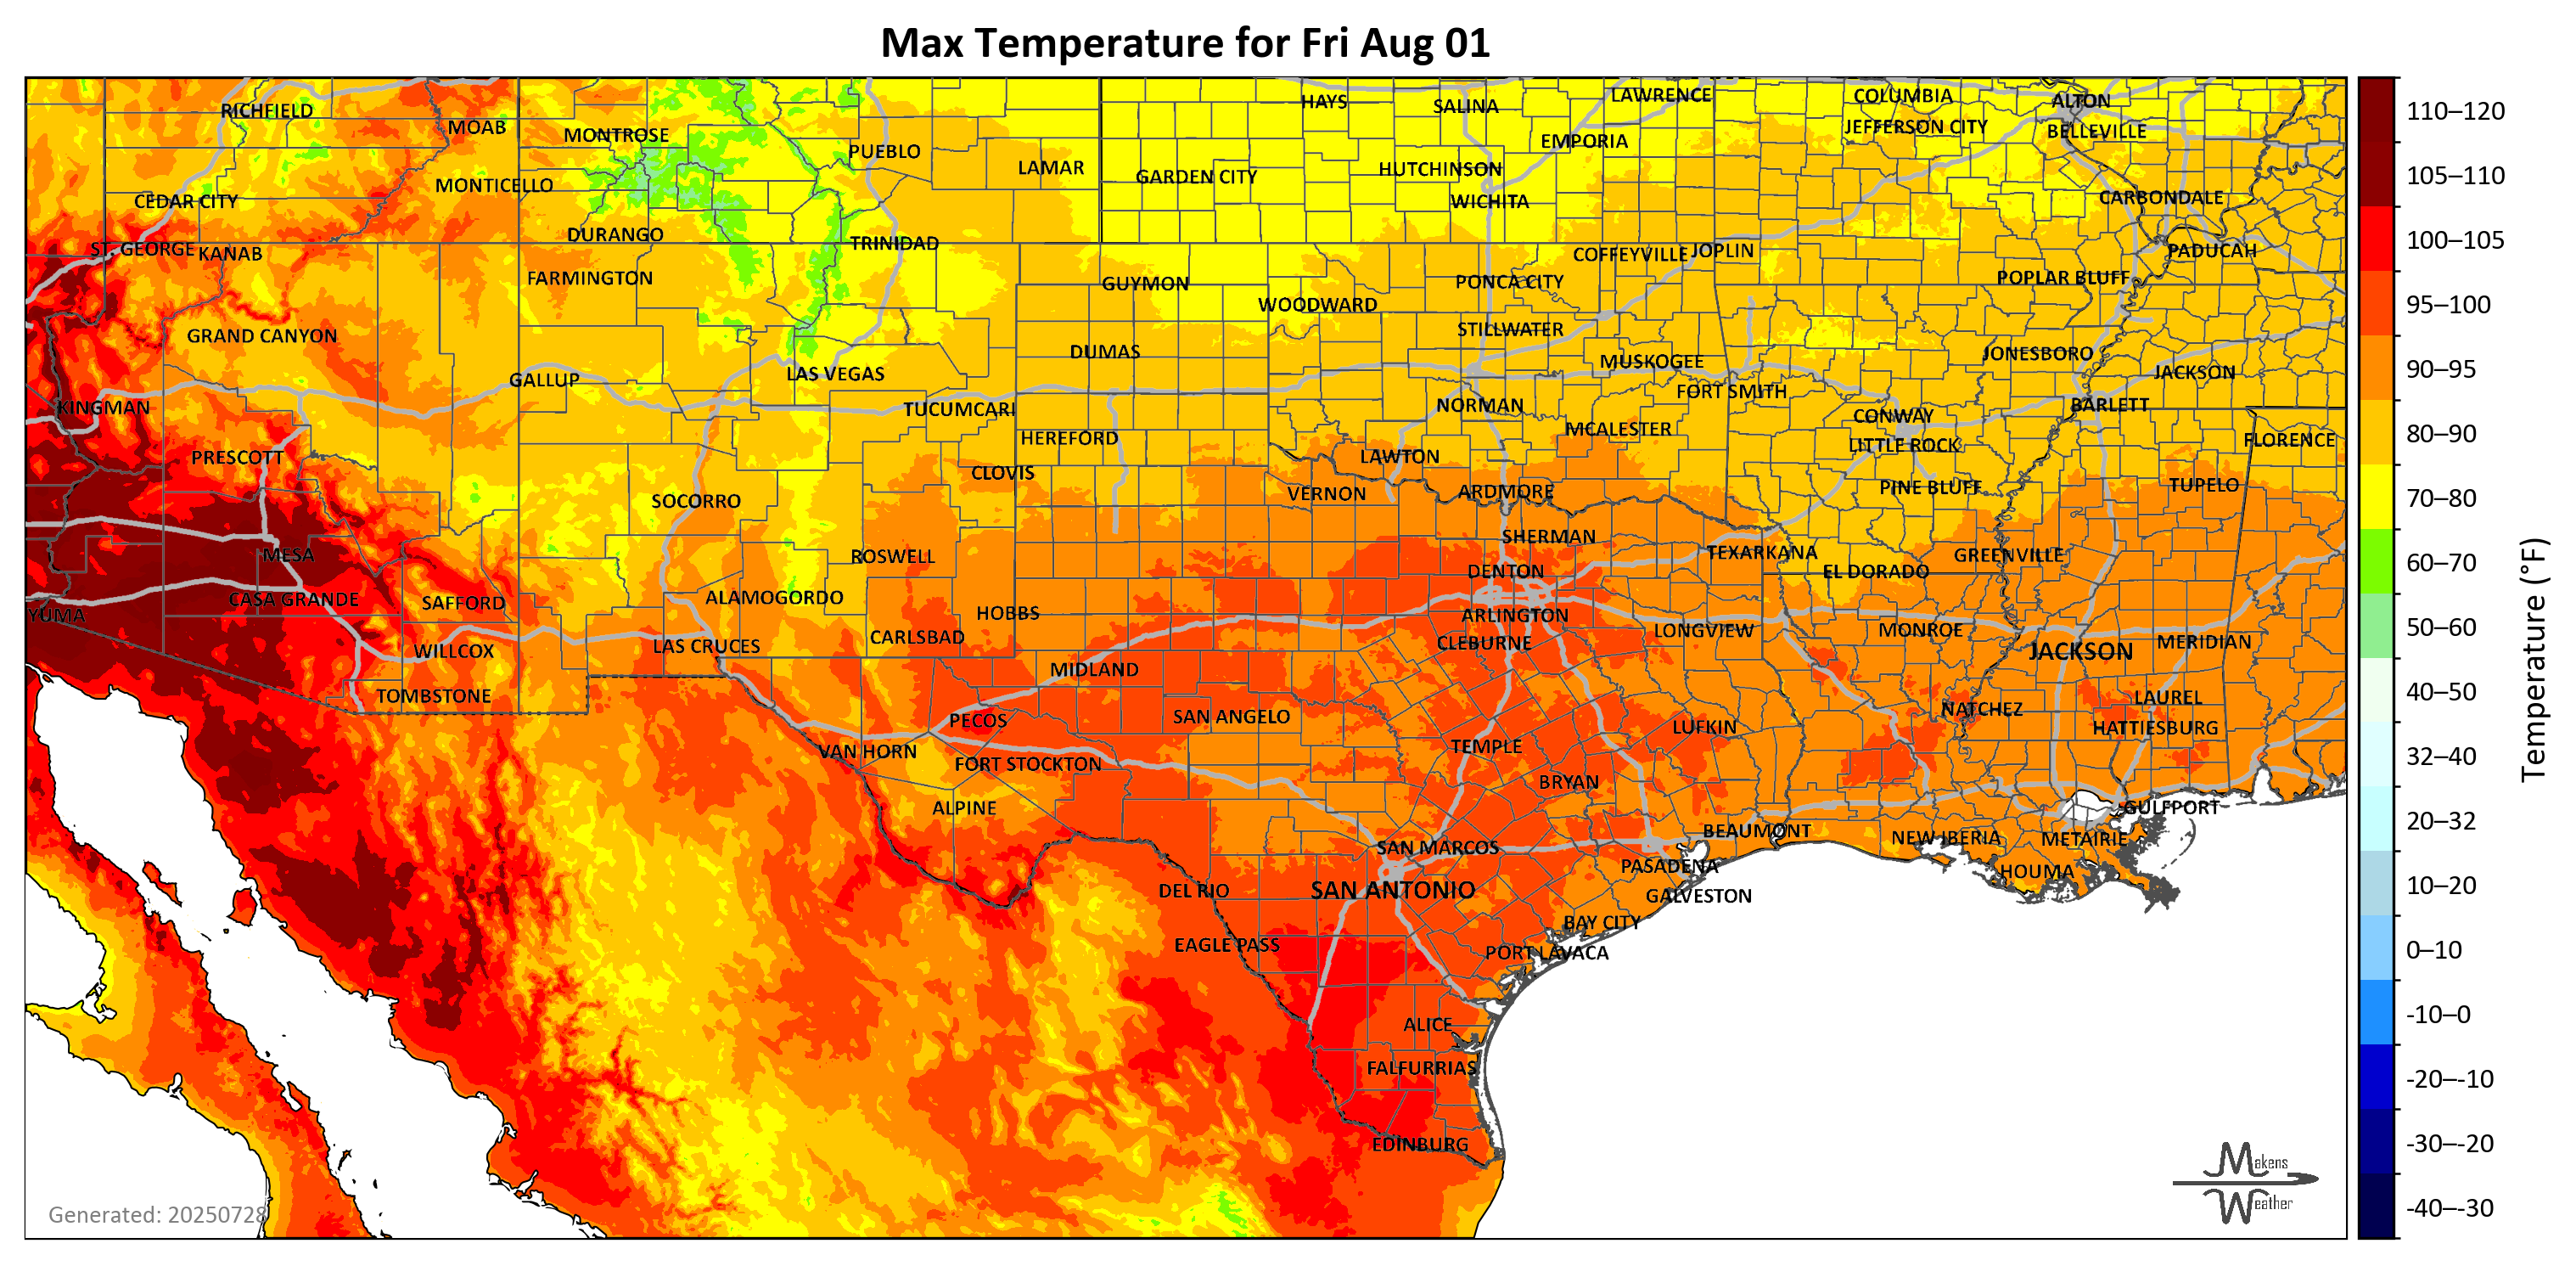 Max Temperature for Fri Aug 01
RICHFIELD
MOAB
MONTROSE
PUEBLO
LAMAR
HAYS
SALINA
LAWRENCE
COLUMBIA
ALTON
EMPORIA
JEFFERSON CITY
BELLEVILLE
CEDAR CITY
MONTICELLO
GARDEN CITY
HUTCHINSON
WICHITA
CARBONDALE
ST. GEORGE
KANAB
DURANGO
TRINIDAD
COFFEYVILLE
JOPLIN
PADUCAH
FARMINGTON
GUYMON
WOODWARD
PONCA CITY
POPLAR BLUFF
GRAND CANYON
DUMAS
STILLWATER
MUSKOGEE
JONESBORO
JACKSON
GALLUP
LAS VEGAS
FORT SMITH
KINGMAN
TUCUMCARI
NORMAN
CONWAY
BARLETT
PRESCOTT
HEREFORD
CLOVIS
LAWTON
MCALESTER
LITTLE ROCK
FLORENCE
SOCORRO
VERNON
ARDMORE
PINE BLUFF
TUPELO
MESA
ROSWELL
SHERMAN
TEXARKANA
GREENVILLE
DENTON
EL DORADO
YUMA
CASA GRANDE
SAFFORD
ALAMOGORDO
HOBBS
ARLINGTON
WILLCOX
LAS CRUCES
CARLSBAD
CLEBURNE
LONGVIEW
MONROE
JACKSON
MERIDIAN
TOMBSTONE
MIDLAND
PECOS
SAN ANGELO
LUFKIN
NATCHEZ
LAUREL
HATTIESBURG
VAN HORN
FORT STOCKTON
TEMPLE
BRYAN
ALPINE
SAN MARCOS
BEAUMONT
NEW IBERIA
METAIRIE
GULFPORT
DEL RIO
SAN ANTONIO
PASADENA
GALVESTON
HOUMA
EAGLE PASS
BAY CITY
PORT LAVACA
ALICE
FALFURRIAS
EDINBURG
Generated: 20250728
Makens
Weather
110–120
105–110
100–105
95–100
90–95
80–90
70–80
60–70
50–60
40–50
32–40
20–32
10–20
0–10
-10–0
-20–-10
-30–-20
-40–-30
Temperature (°F)